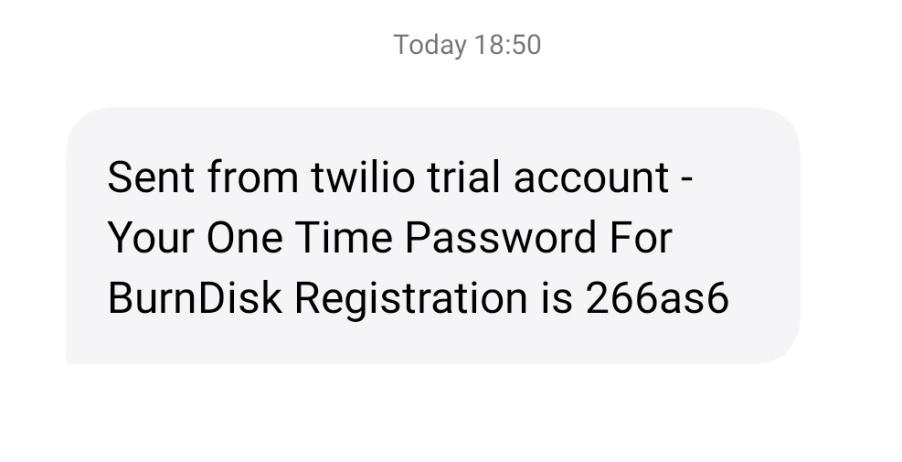 Today 18:50
Sent from twilio trial account -
Your One Time Password For
BurnDisk Registration is 266as6